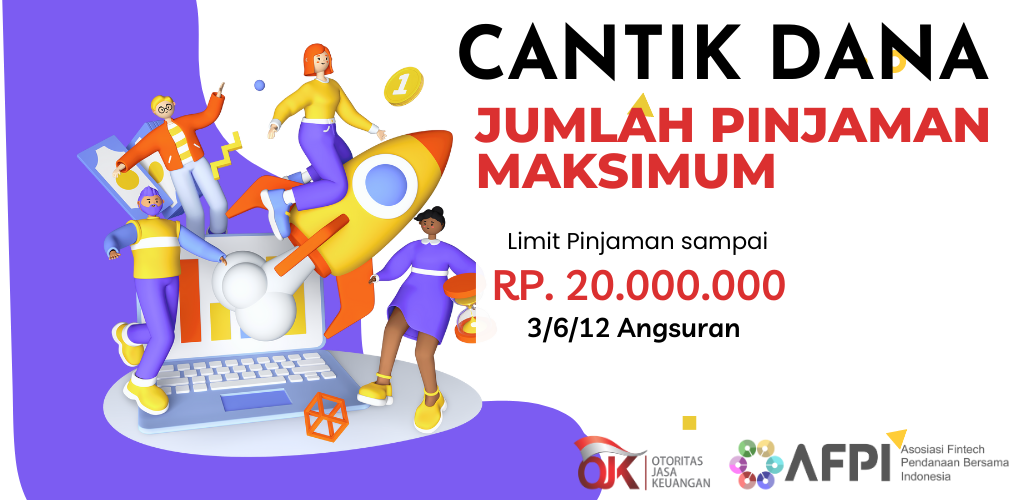 CANTIK DANA
JUMLAH PINJAMAN
MAKSIMUM
Limit Pinjaman sampai
RP. 20.000.000
3/6/12 Angsuran
1
OJK
OTORITAS
JASA
KEUANGAN
AFPI
Asosiasi Fintech
Pendanaan Bersama
Indonesia